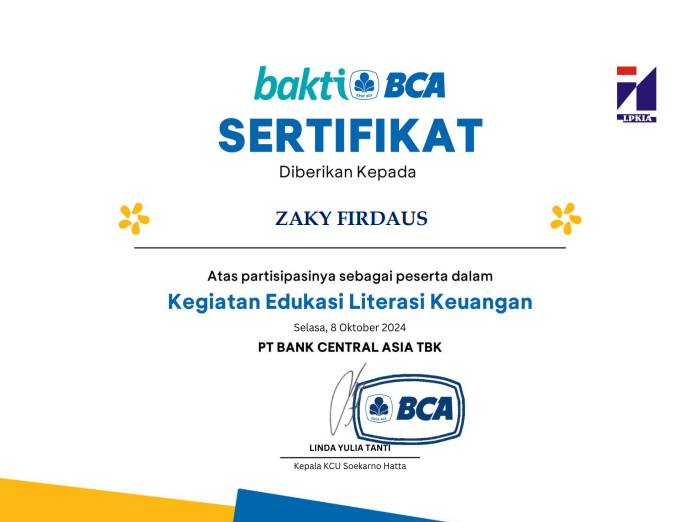 bakti BCA
LPKIA
SERTIFIKAT
Diberikan Kepada
ZAKY FIRDAUS
Atas partisipasinya sebagai peserta dalam
Kegiatan Edukasi Literasi Keuangan
Selasa, 8 Oktober 2024
PT BANK CENTRAL ASIA TBK
BCA
LINDA YULIA TANTI
Kepala KCU Soekarno Hatta